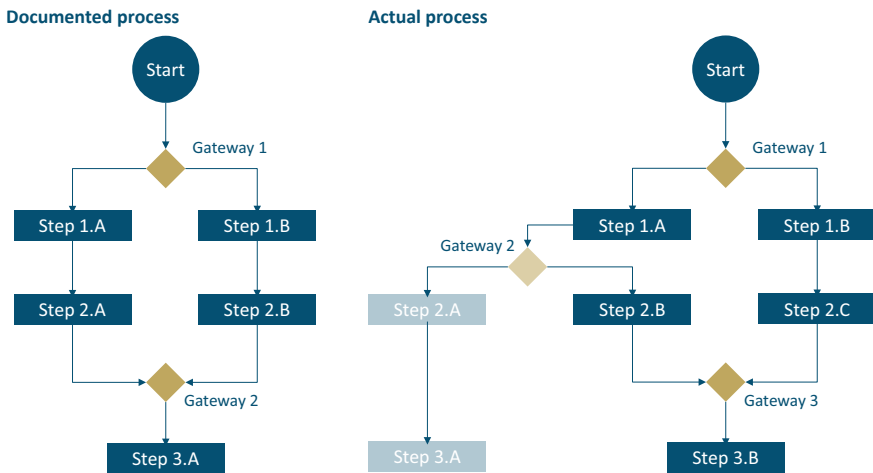 Documented process
Actual process
Start
Start
Gateway 1
Gateway 1
Step 1.A
Step 1.B
Step 1.A
Step 1.B
Gateway 2
Step 2.A
Step 2.B
Step 2.A
Step 2.B
Step 2.C
Gateway 2
Gateway 3
Step 3.A
Step 3.A
Step 3.B